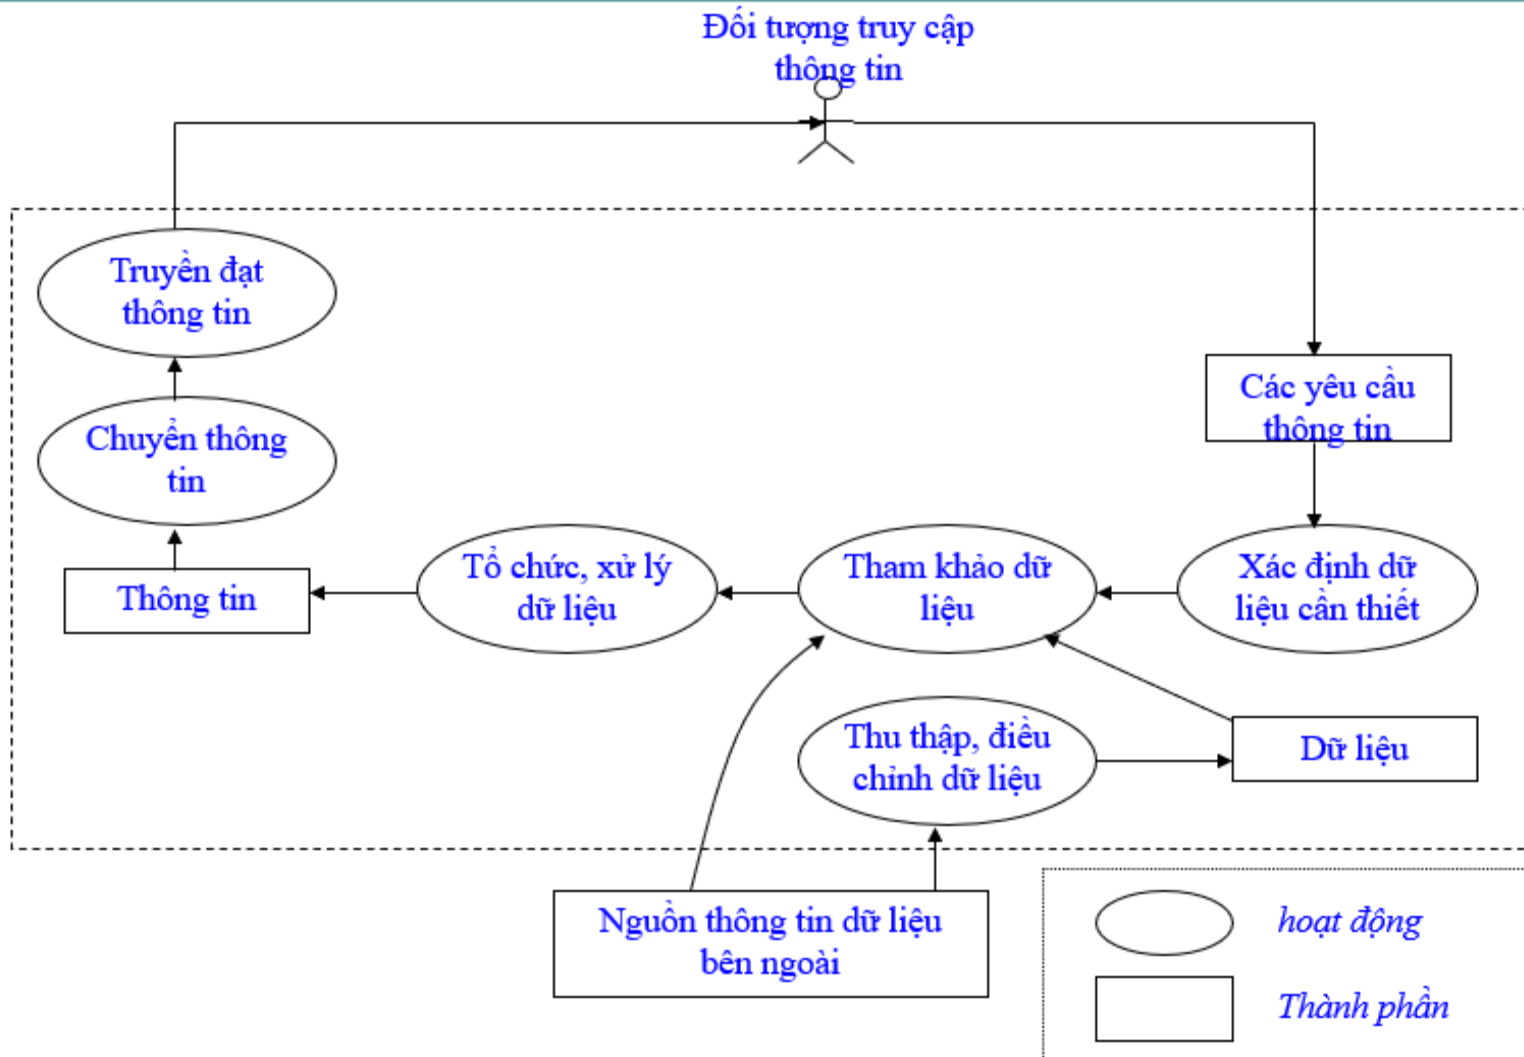 Đối tượng truy cập
thông tin
Truyền đạt
thông tin
Các yêu cầu
thông tin
Chuyển thông
tin
Tổ chức, xử lý
dữ liệu
Tham khảo dữ
liệu
Xác định dữ
liệu cần thiết
Thông tin
Thu thập, điều
chỉnh dữ liệu
Dữ liệu
Nguồn thông tin dữ liệu
bên ngoài
hoạt động
Thành phần